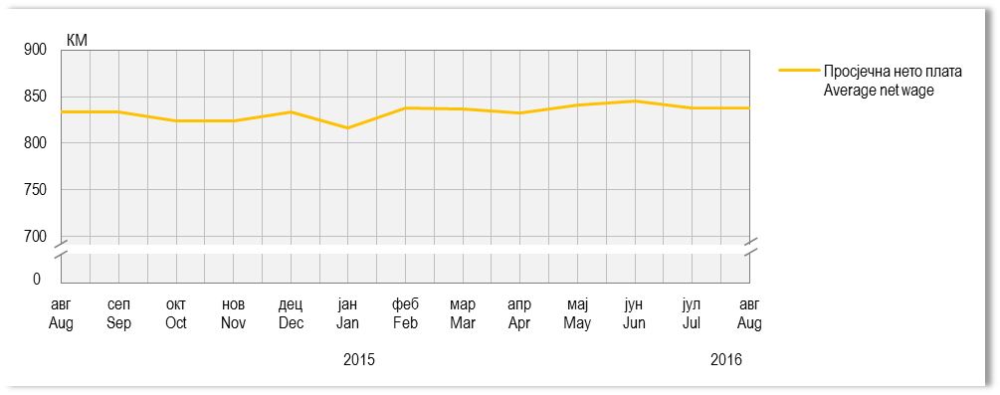 КМ
900
850
800
750
700
0
авг сеп окт нов дец јан феб мар апр мај јун јул авг
Aug Sep Oct Nov Dec Jan Feb Mar Apr May Jun Jul Aug
2015 2016
Просјечна нето плата
Average net wage